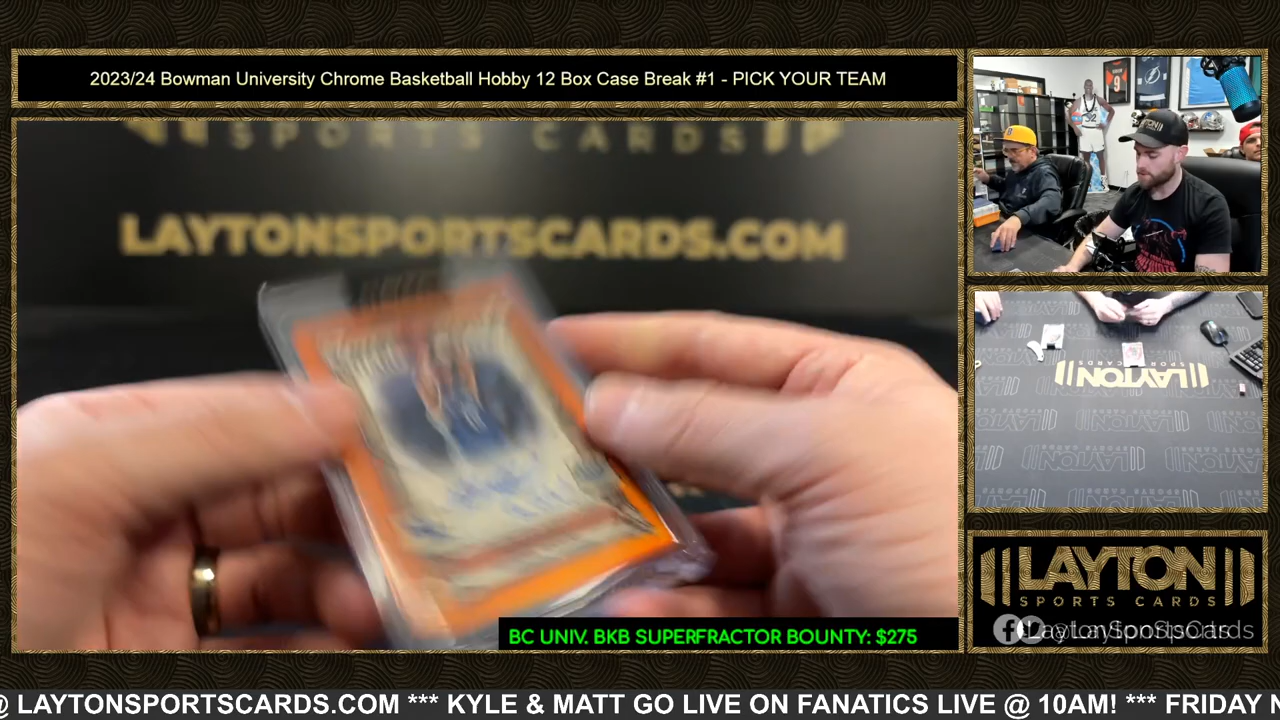 2023/24 Bowman University Chrome Basketball Hobby 12 Box Case Break #1 - PICK YOUR TEAM
SPORTS CARDS
LAYTONSPORTSCARDS.COM
LAYTON
BC UNIV. BKB SUPERFRACTOR BOUNTY: $275
LAYTON
SPORTS CARDS
@ LAYTONSPORTSCARDS.COM *** KYLE & MATT GO LIVE ON FANATICS LIVE @ 10AM! *** FRIDAY N